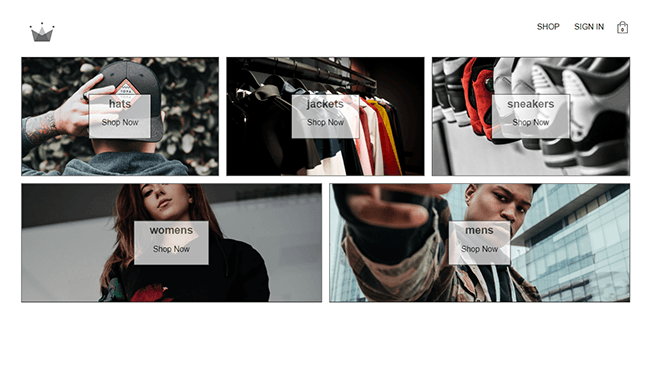 SHOP SIGN IN
0
hats
Shop Now
jackets
Shop Now
sneakers
Shop Now
womens
Shop Now
mens
Shop Now